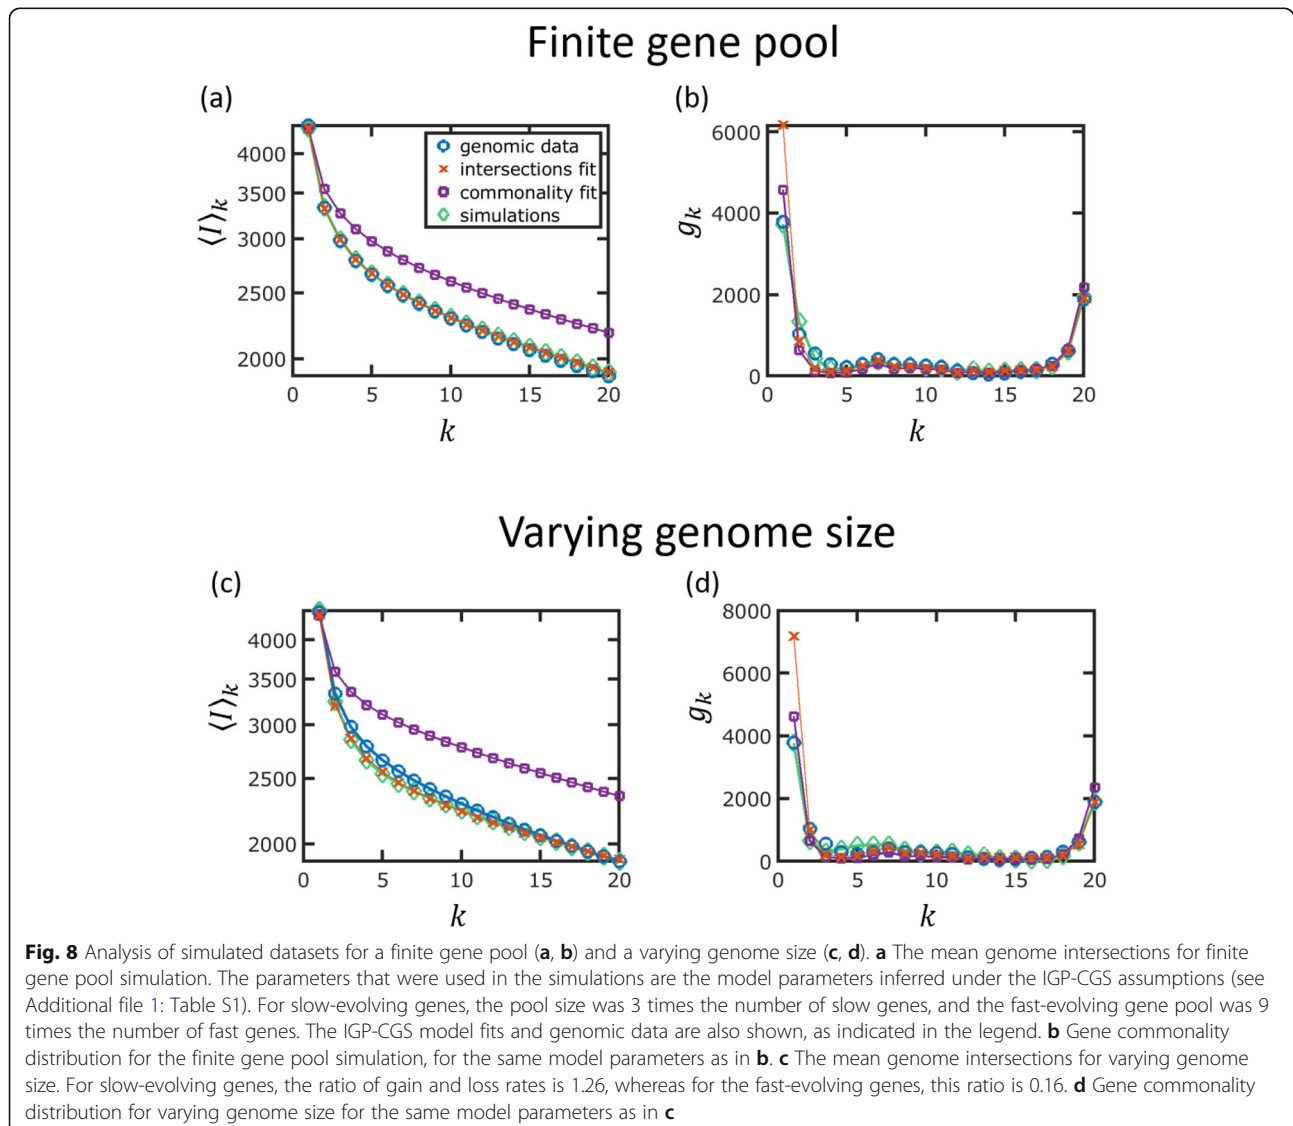 Finite gene pool
(a)
⟨I⟩k
4000
3500
3000
2500
2000
0 5 10 15 20
k
genomic data
intersections fit
commonality fit
simulations
(b)
gk
6000
4000
2000
0
0 5 10 15 20
k
Varying genome size
(c)
⟨I⟩k
4000
3500
3000
2500
2000
0 5 10 15 20
k
(d)
gk
8000
6000
4000
2000
0
0 5 10 15 20
k
Fig. 8 Analysis of simulated datasets for a finite gene pool (a, b) and a varying genome size (c, d). a The mean genome intersections for finite
gene pool simulation. The parameters that were used in the simulations are the model parameters inferred under the IGP-CGS assumptions (see
Additional file 1: Table S1). For slow-evolving genes, the pool size was 3 times the number of slow genes, and the fast-evolving gene pool was 9
times the number of fast genes. The IGP-CGS model fits and genomic data are also shown, as indicated in the legend. b Gene commonality
distribution for the finite gene pool simulation, for the same model parameters as in b. c The mean genome intersections for varying genome
size. For slow-evolving genes, the ratio of gain and loss rates is 1.26, whereas for the fast-evolving genes, this ratio is 0.16. d Gene commonality
distribution for varying genome size for the same model parameters as in c